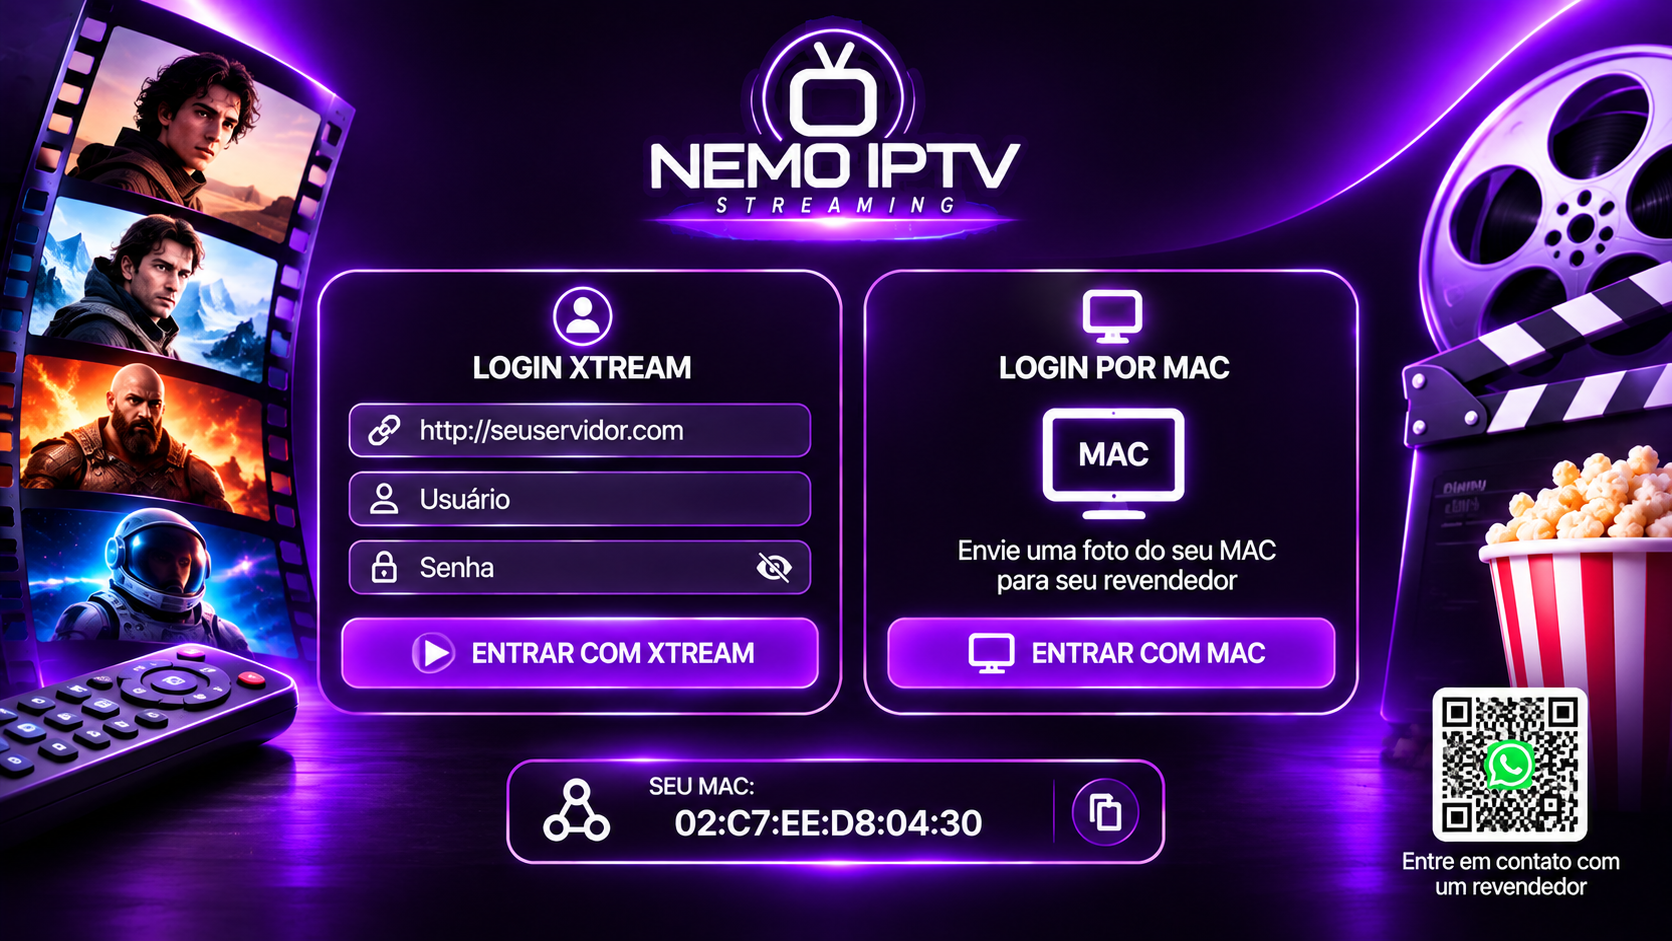 NEMO IPTV
STREAMING
LOGIN XTREAM
http://seuservidor.com
Usuário
Senha
ENTRAR COM XTREAM
LOGIN POR MAC
MAC
Envie uma foto do seu MAC
para seu revendedor
ENTRAR COM MAC
SEU MAC:
02:C7:EE:D8:04:30
Entre em contato com
um revendedor